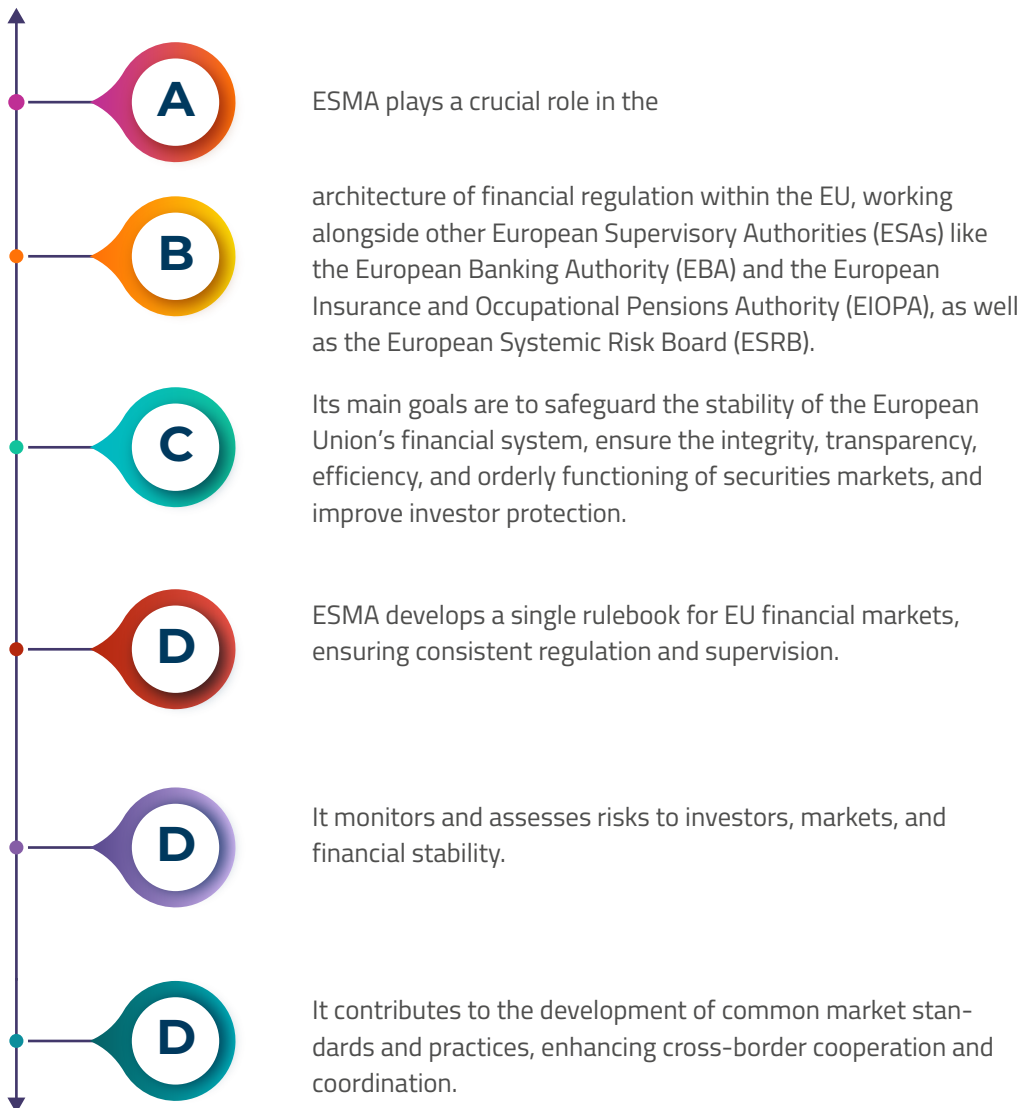 A
ESMA plays a crucial role in the
B
architecture of financial regulation within the EU, working
alongside other European Supervisory Authorities (ESAs) like
the European Banking Authority (EBA) and the European
Insurance and Occupational Pensions Authority (EIOPA), as well
as the European Systemic Risk Board (ESRB).
C
Its main goals are to safeguard the stability of the European
Union’s financial system, ensure the integrity, transparency,
efficiency, and orderly functioning of securities markets, and
improve investor protection.
D
ESMA develops a single rulebook for EU financial markets,
ensuring consistent regulation and supervision.
D
It monitors and assesses risks to investors, markets, and
financial stability.
D
It contributes to the development of common market stan-
dards and practices, enhancing cross-border cooperation and
coordination.